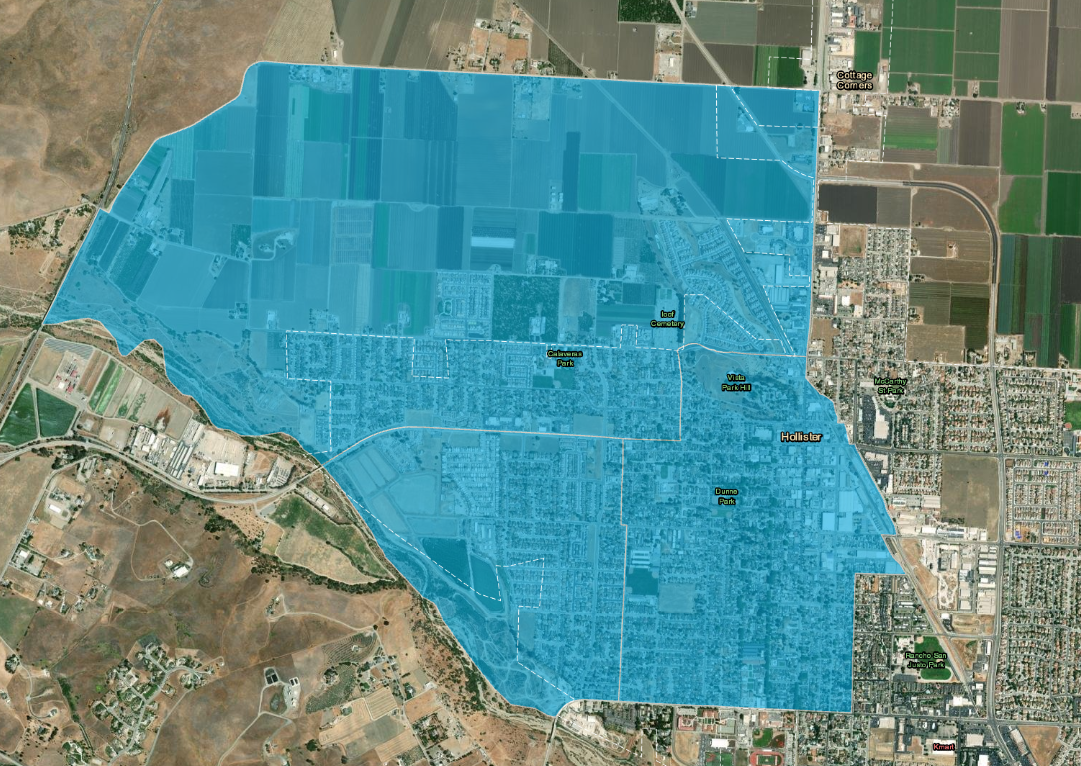 Cottage
Corners
Ioof
Cemetery
Calaveras
Park
Vista
Park Hill
McCarthy
St Park
Hollister
Dunne
Park
Rancho San
Justo Park
Kmart